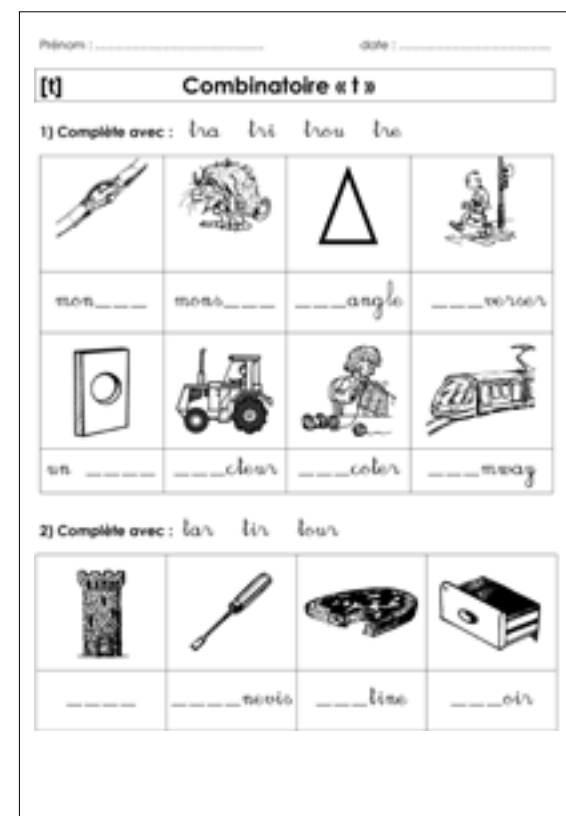 Prénom : ........................................ date : ........................................
[t] Combinatoire « t »
1) Complète avec : tra tri trou tre
mon___ mons___ ___angle ___verser
un ____ ___cteur ___coter ___mway
2) Complète avec : tar tir tour
____ ____nevis ___tine ___oir